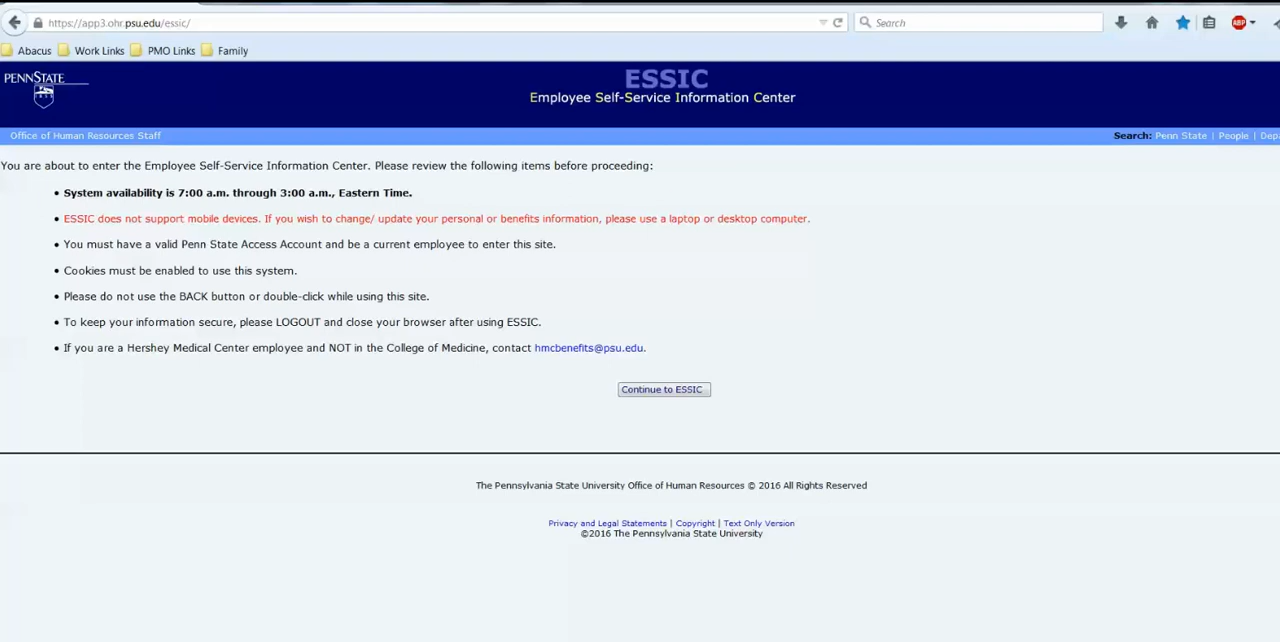 https://app3.ohr.psu.edu/essic/
Search
ABP
Abacus Work Links PMO Links Family
PENNSTATE
ESSIC
Employee Self-Service Information Center
Office of Human Resources Staff
Search: Penn State | People |
You are about to enter the Employee Self-Service Information Center. Please review the following items before proceeding:
• System availability is 7:00 a.m. through 3:00 a.m., Eastern Time.
• ESSIC does not support mobile devices. If you wish to change/ update your personal or benefits information, please use a laptop or desktop computer.
• You must have a valid Penn State Access Account and be a current employee to enter this site.
• Cookies must be enabled to use this system.
• Please do not use the BACK button or double-click while using this site.
• To keep your information secure, please LOGOUT and close your browser after using ESSIC.
• If you are a Hershey Medical Center employee and NOT in the College of Medicine, contact hmcbenefits@psu.edu.
Continue to ESSIC
The Pennsylvania State University Office of Human Resources © 2016 All Rights Reserved
Privacy and Legal Statements | Copyright | Text Only Version
©2016 The Pennsylvania State University